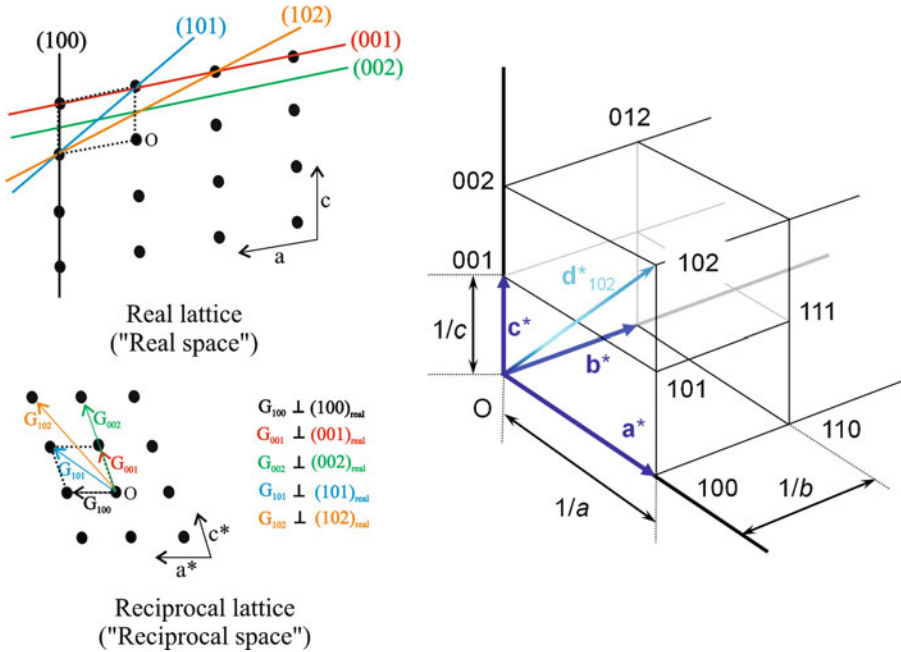 (100)
(101)
(102)
(001)
(002)
O
c
a
Real lattice
("Real space")
G102
G002
G001
G101
O
G100
c*
a*
G100 ⊥ (100)real
G001 ⊥ (001)real
G002 ⊥ (002)real
G101 ⊥ (101)real
G102 ⊥ (102)real
Reciprocal lattice
("Reciprocal space")
012
002
001
d*102
102
1/c
c*
b*
111
101
O
a*
110
100
1/a
1/b